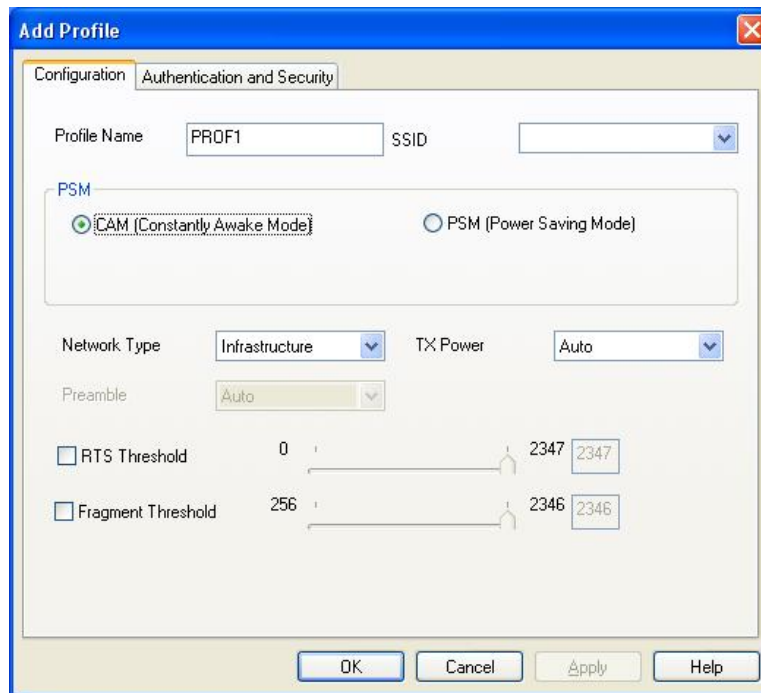 Add Profile
Configuration Authentication and Security
Profile Name PROF1 SSID
PSM
CAM (Constantly Awake Mode) PSM (Power Saving Mode)
Network Type Infrastructure TX Power Auto
Preamble Auto
RTS Threshold 0 2347 2347
Fragment Threshold 256 2346 2346
OK Cancel Apply Help